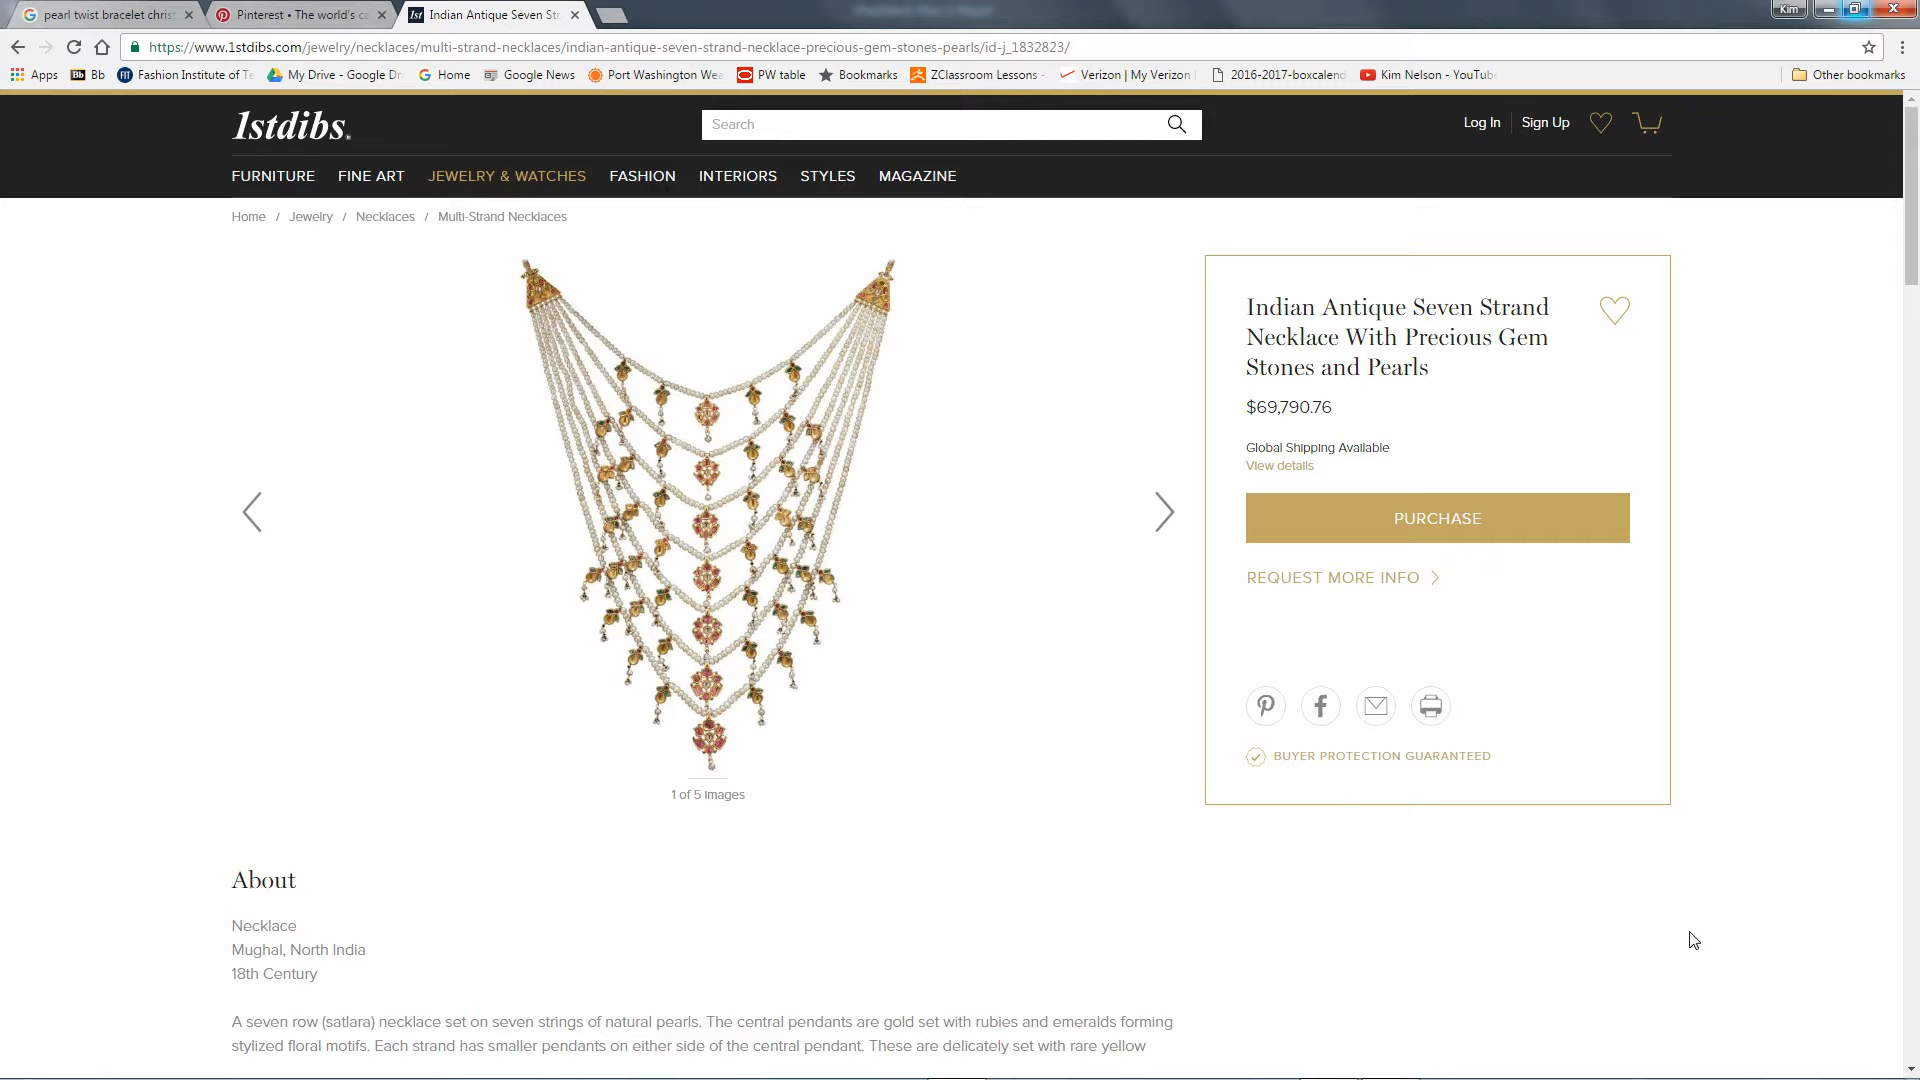 pearl twist bracelet christ
Pinterest • The world's ca
Indian Antique Seven Str
Kim
https://www.1stdibs.com/jewelry/necklaces/multi-strand-necklaces/indian-antique-seven-strand-necklace-precious-gem-stones-pearls/id-j_1832823/
Apps Bb Bb FIT Fashion Institute of Te My Drive - Google Dr Home Google News Port Washington Wea PW table Bookmarks ZClassroom Lessons - Verizon | My Verizon 2016-2017-boxcalend Kim Nelson - YouTube Other bookmarks
1stdibs.
Search
Log In Sign Up
FURNITURE FINE ART JEWELRY & WATCHES FASHION INTERIORS STYLES MAGAZINE
Home / Jewelry / Necklaces / Multi-Strand Necklaces
Indian Antique Seven Strand
Necklace With Precious Gem
Stones and Pearls
$69,790.76
Global Shipping Available
View details
PURCHASE
REQUEST MORE INFO
BUYER PROTECTION GUARANTEED
1 of 5 Images
About
Necklace
Mughal, North India
18th Century
A seven row (satlara) necklace set on seven strings of natural pearls. The central pendants are gold set with rubies and emeralds forming
stylized floral motifs. Each strand has smaller pendants on either side of the central pendant. These are delicately set with rare yellow